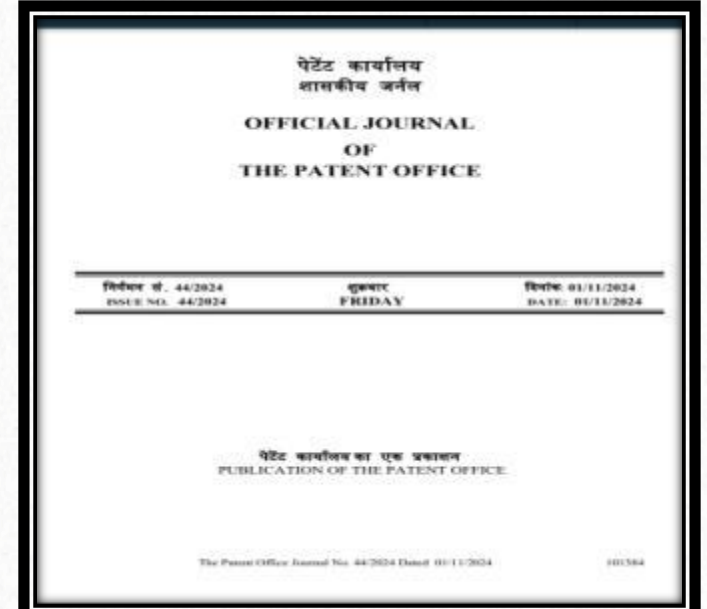 पेटेंट कार्यालय
शासकीय जर्नल
OFFICIAL JOURNAL
OF
THE PATENT OFFICE
निर्गमन सं. 44/2024 शुक्रवार दिनांक: 01/11/2024
ISSUE NO. 44/2024 FRIDAY DATE: 01/11/2024
पेटेंट कार्यालय का एक प्रकाशन
PUBLICATION OF THE PATENT OFFICE
The Patent Office Journal No. 44/2024 Dated 01/11/2024